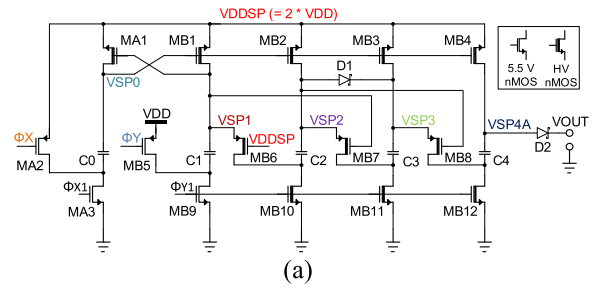 VDDSP (= 2 * VDD)
MA1 MB1 MB2 MB3 MB4
D1
5.5 V nMOS
HV nMOS
VSP0
ΦX VDD ΦY VSP1 VDDSP VSP2 VSP3 VSP4A VOUT
MA2 C0 MB5 C1 MB6 C2 MB7 C3 MB8 C4 D2
ΦX1 ΦY1
MA3 MB9 MB10 MB11 MB12
(a)